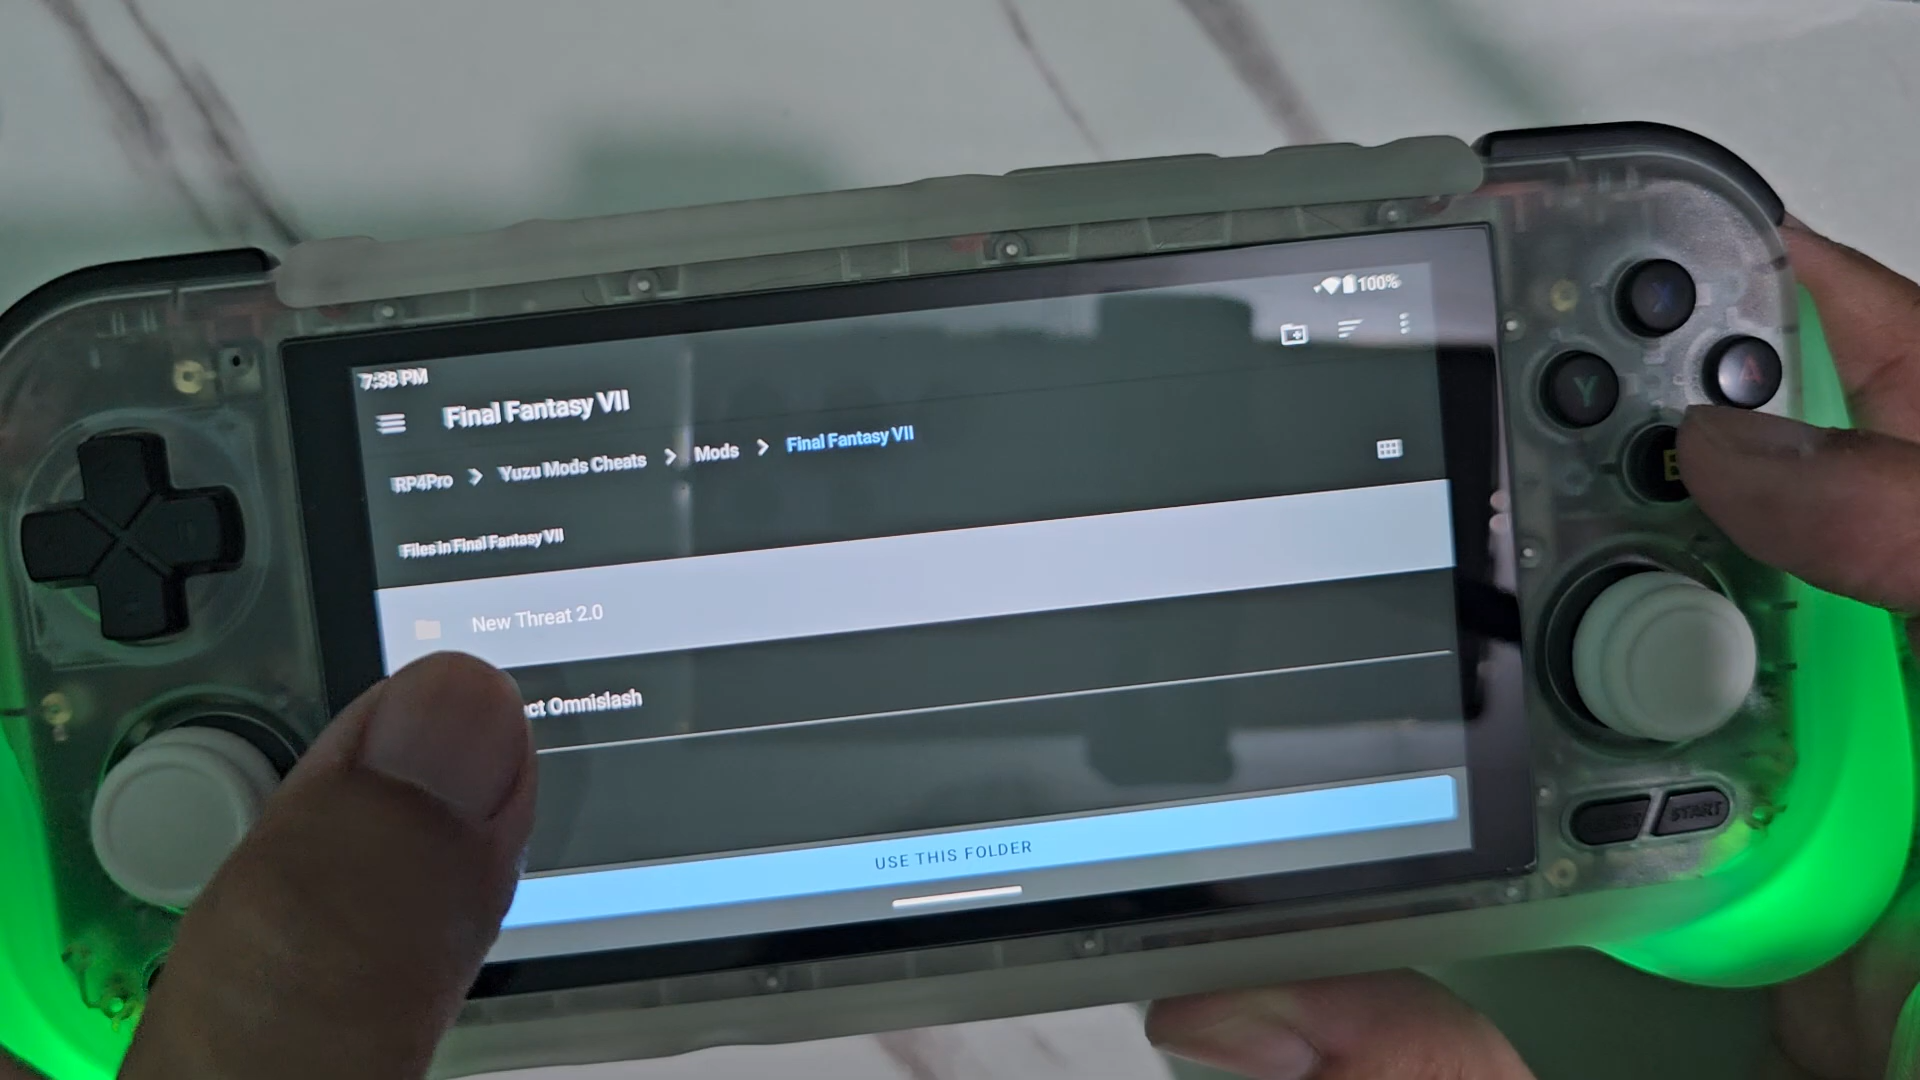 100%
7:38 PM
Final Fantasy VII
RP4Pro > Yuzu Mods Cheats > Mods > Final Fantasy VII
Files in Final Fantasy VII
New Threat 2.0
ct Omnislash
USE THIS FOLDER
X
Y
A
START